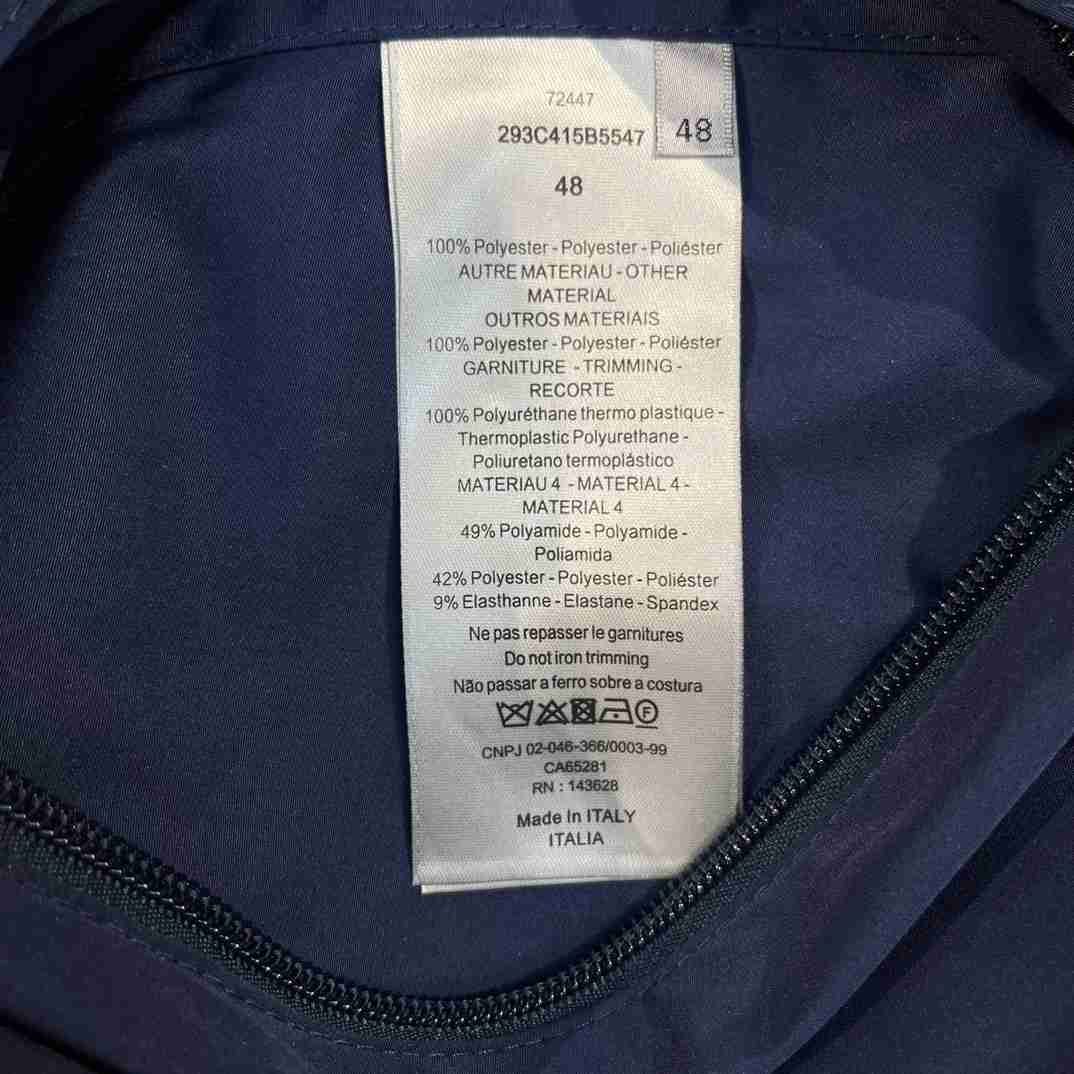 72447
293C415B5547
48
48
100% Polyester - Polyester - Poliéster
AUTRE MATERIAU - OTHER
MATERIAL
OUTROS MATERIAIS
100% Polyester - Polyester - Poliéster
GARNITURE - TRIMMING -
RECORTE
100% Polyuréthane thermo plastique -
Thermoplastic Polyurethane -
Poliuretano termoplástico
MATERIAU 4 - MATERIAL 4 -
MATERIAL 4
49% Polyamide - Polyamide -
Poliamida
42% Polyester - Polyester - Poliéster
9% Elasthanne - Elastane - Spandex
Ne pas repasser le garnitures
Do not iron trimming
Não passar a ferro sobre a costura
F
CNPJ 02-046-366/0003-99
CA65281
RN : 143628
Made In ITALY
ITALIA